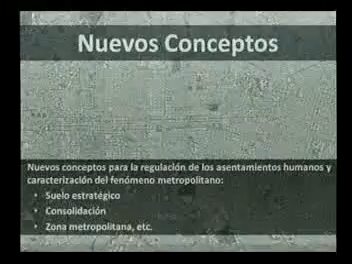 Nuevos Conceptos
Nuevos conceptos para la regulación de los asentamientos humanos y
caracterización del fenómeno metropolitano:
• Suelo estratégico
• Consolidación
• Zona metropolitana, etc.